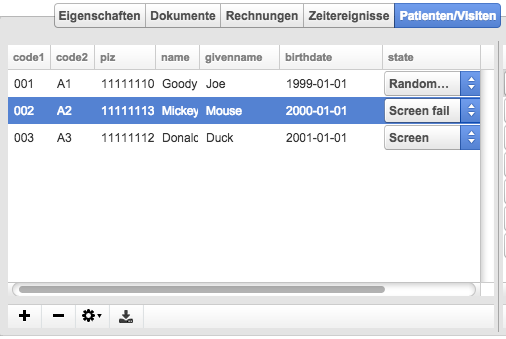 Eigenschaften Dokumente Rechnungen Zeitereignisse Patienten/Visiten
code1 code2 piz name givenname birthdate state
001 A1 11111110 Goody Joe 1999-01-01 Random...
002 A2 11111113 Mickey Mouse 2000-01-01 Screen fail
003 A3 11111112 Donald Duck 2001-01-01 Screen